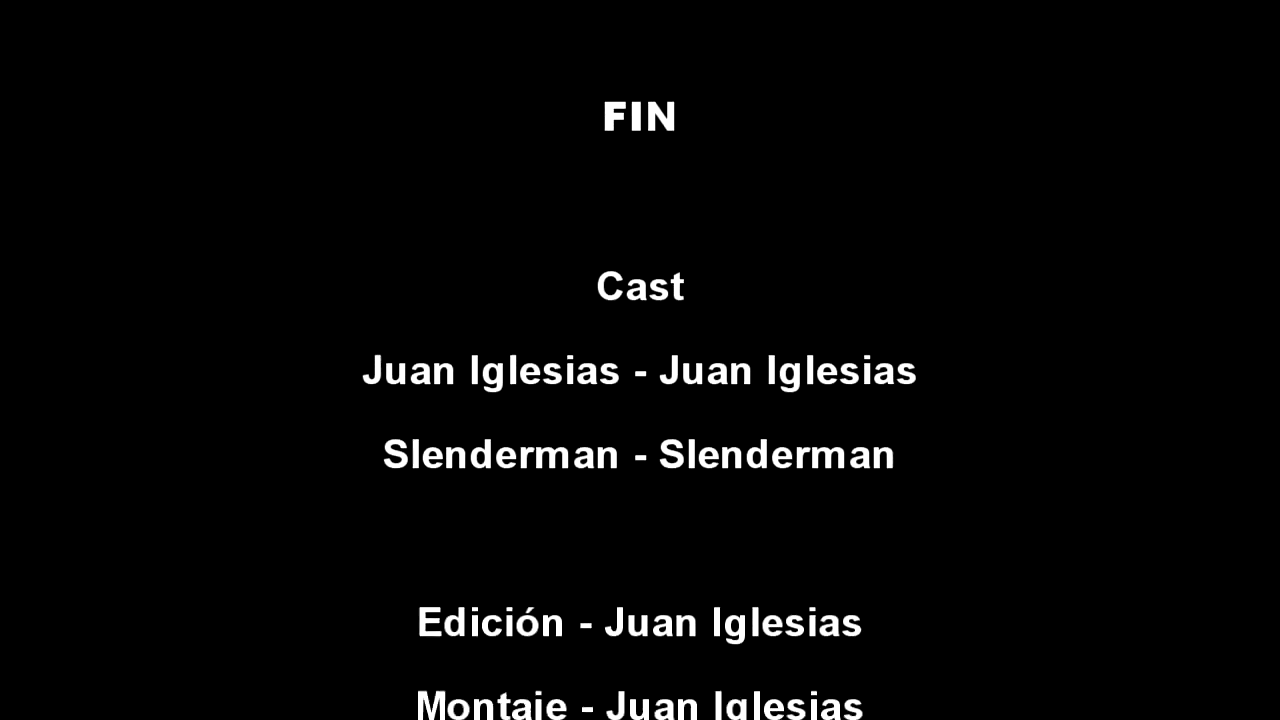 FIN
Cast
Juan Iglesias - Juan Iglesias
Slenderman - Slenderman
Edición - Juan Iglesias
Montaje - Juan Iglesias